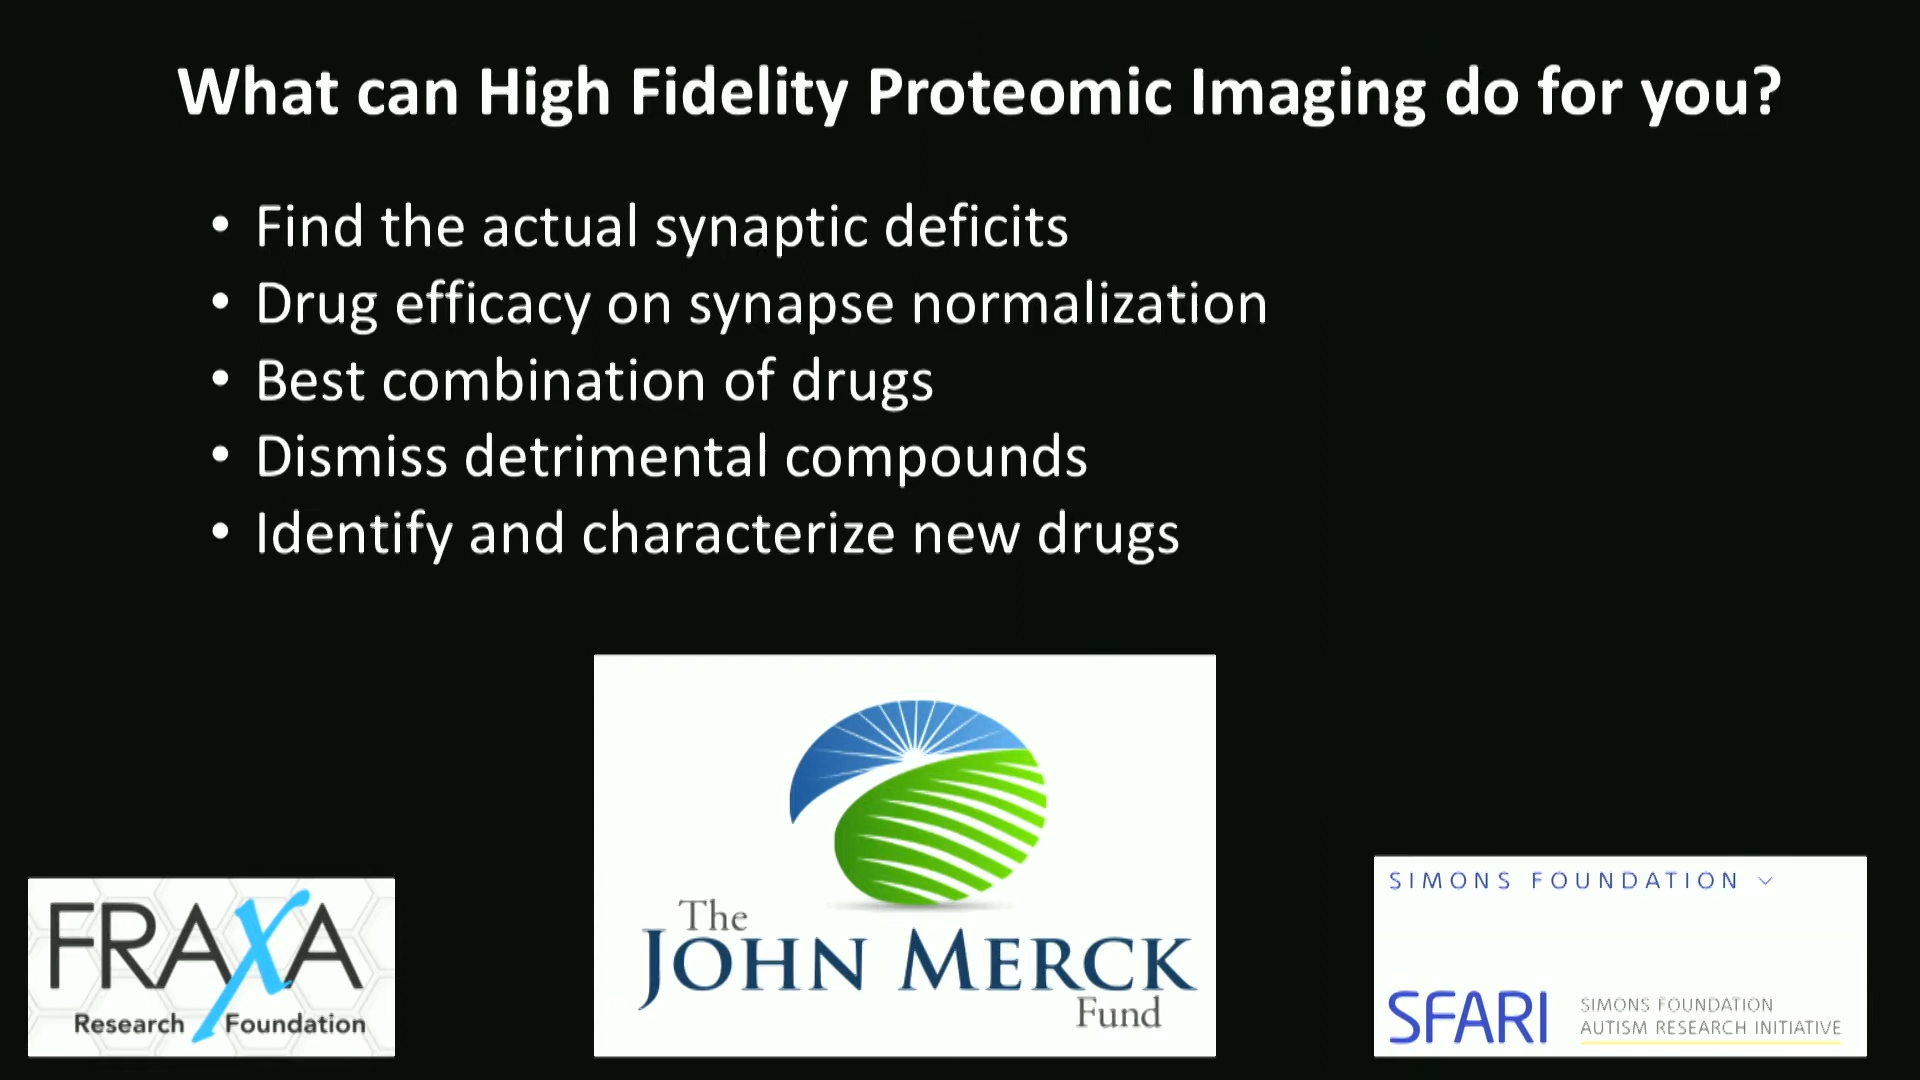 What can High Fidelity Proteomic Imaging do for you?
• Find the actual synaptic deficits
• Drug efficacy on synapse normalization
• Best combination of drugs
• Dismiss detrimental compounds
• Identify and characterize new drugs
FRAXA
Research Foundation
The
JOHN MERCK
Fund
SIMONS FOUNDATION
SFARI
SIMONS FOUNDATION
AUTISM RESEARCH INITIATIVE